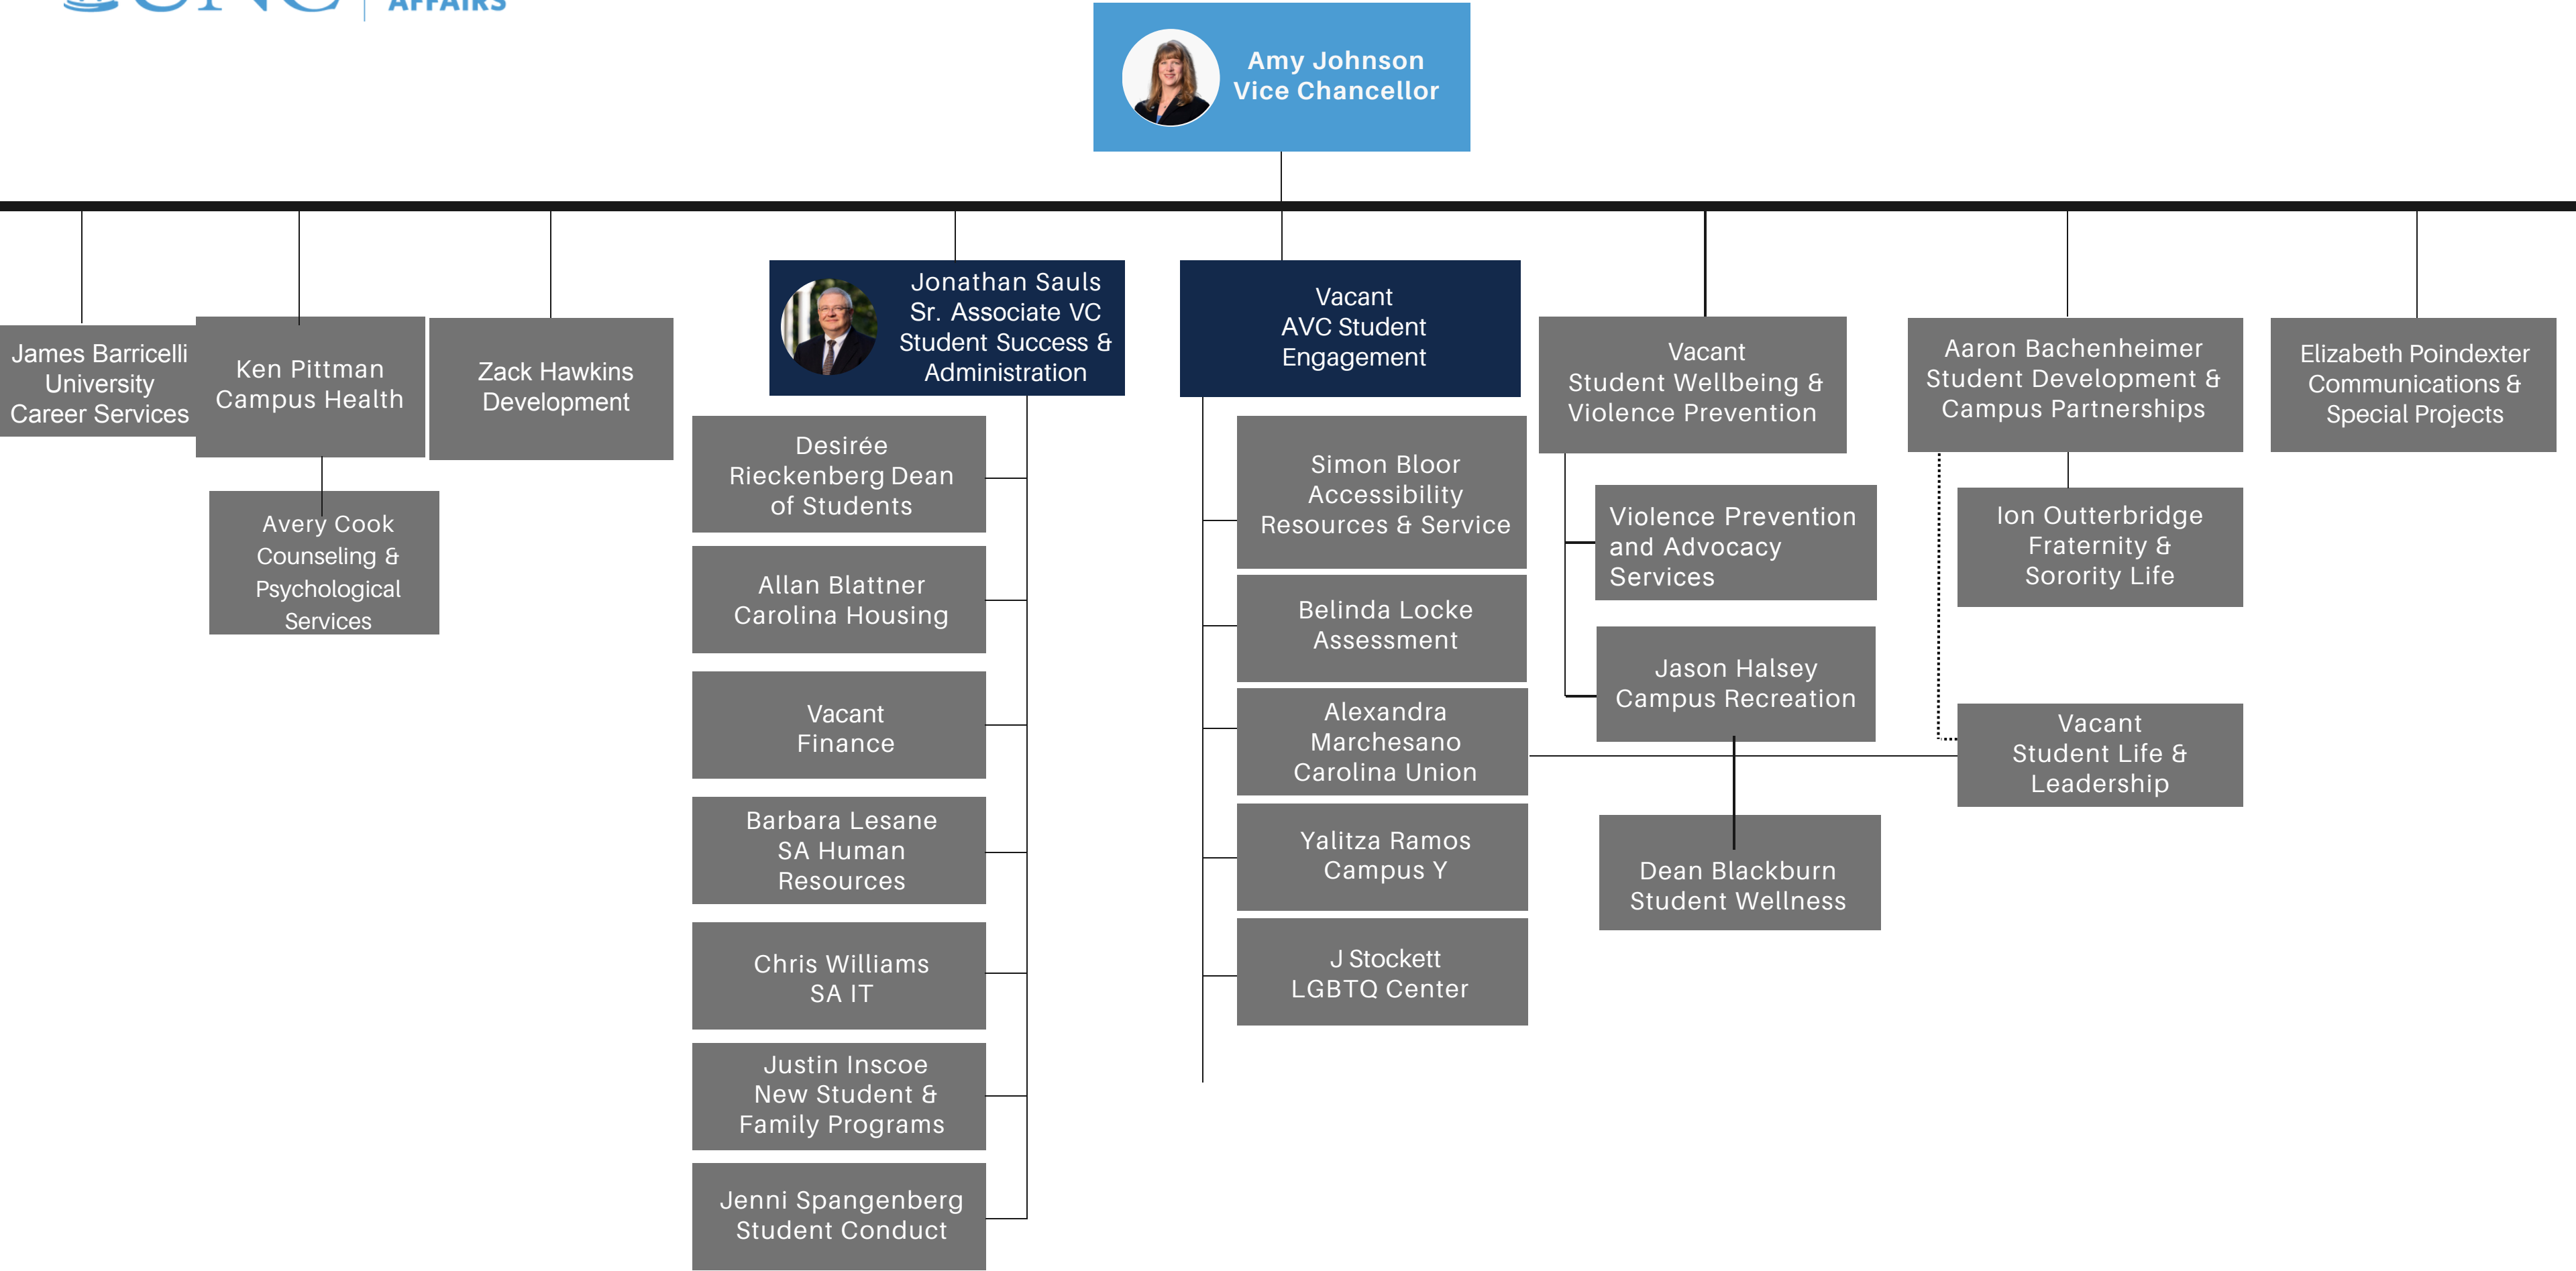 UNC
AFFAIRS
Amy Johnson
Vice Chancellor
James Barricelli
University
Career Services
Ken Pittman
Campus Health
Zack Hawkins
Development
Jonathan Sauls
Sr. Associate VC
Student Success &
Administration
Vacant
AVC Student
Engagement
Vacant
Student Wellbeing &
Violence Prevention
Aaron Bachenheimer
Student Development &
Campus Partnerships
Elizabeth Poindexter
Communications &
Special Projects
Avery Cook
Counseling &
Psychological
Services
Desirée
Rieckenberg Dean
of Students
Allan Blattner
Carolina Housing
Vacant
Finance
Barbara Lesane
SA Human
Resources
Chris Williams
SA IT
Justin Inscoe
New Student &
Family Programs
Jenni Spangenberg
Student Conduct
Simon Bloor
Accessibility
Resources & Service
Belinda Locke
Assessment
Alexandra
Marchesano
Carolina Union
Yalitza Ramos
Campus Y
J Stockett
LGBTQ Center
Violence Prevention
and Advocacy
Services
Jason Halsey
Campus Recreation
Dean Blackburn
Student Wellness
Ion Outterbridge
Fraternity &
Sorority Life
Vacant
Student Life &
Leadership